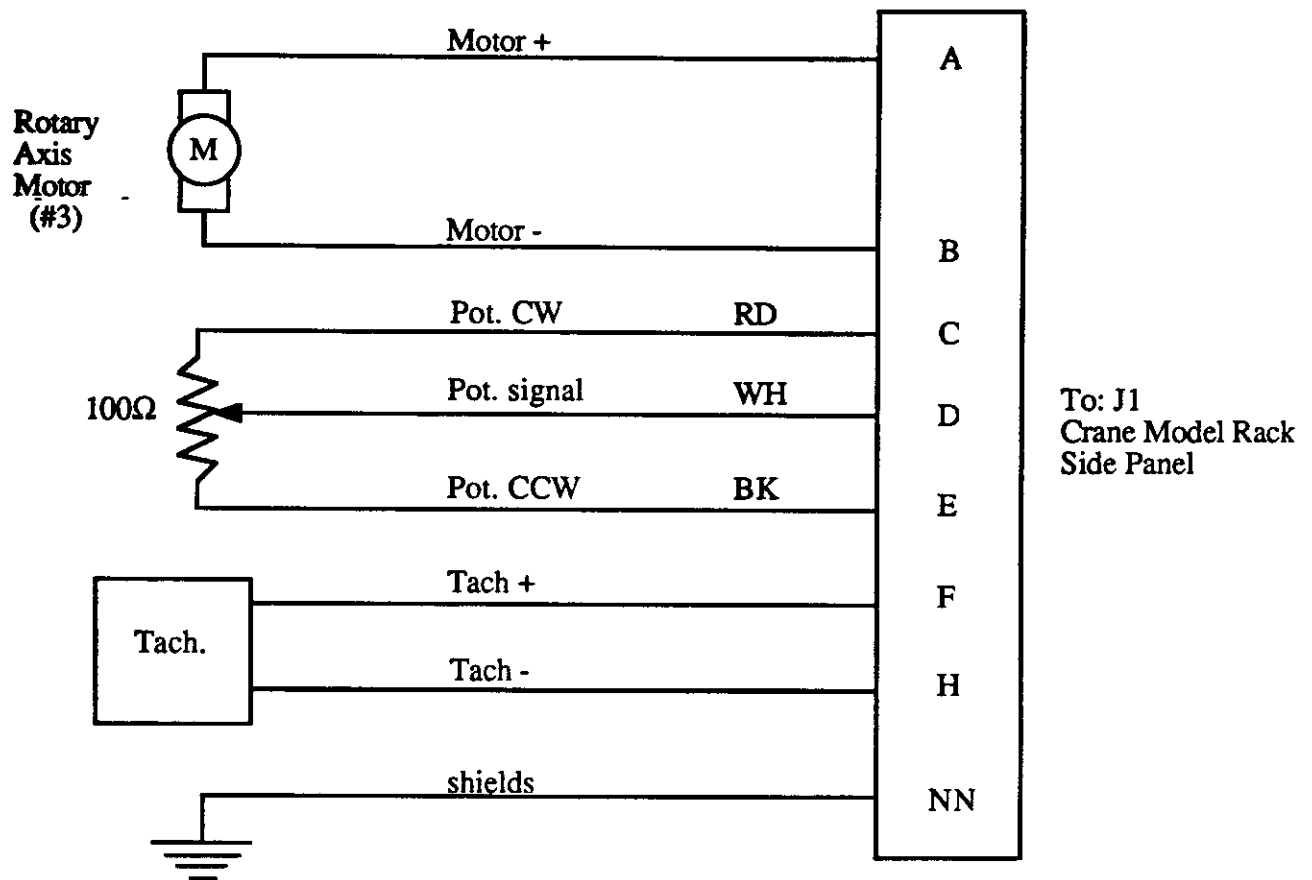 Motor +
A
Rotary
Axis
Motor
(#3)
M
Motor -
B
Pot. CW
RD
C
100Ω
Pot. signal
WH
D
To: J1
Crane Model Rack
Side Panel
Pot. CCW
BK
E
Tach.
Tach +
F
Tach -
H
shields
NN